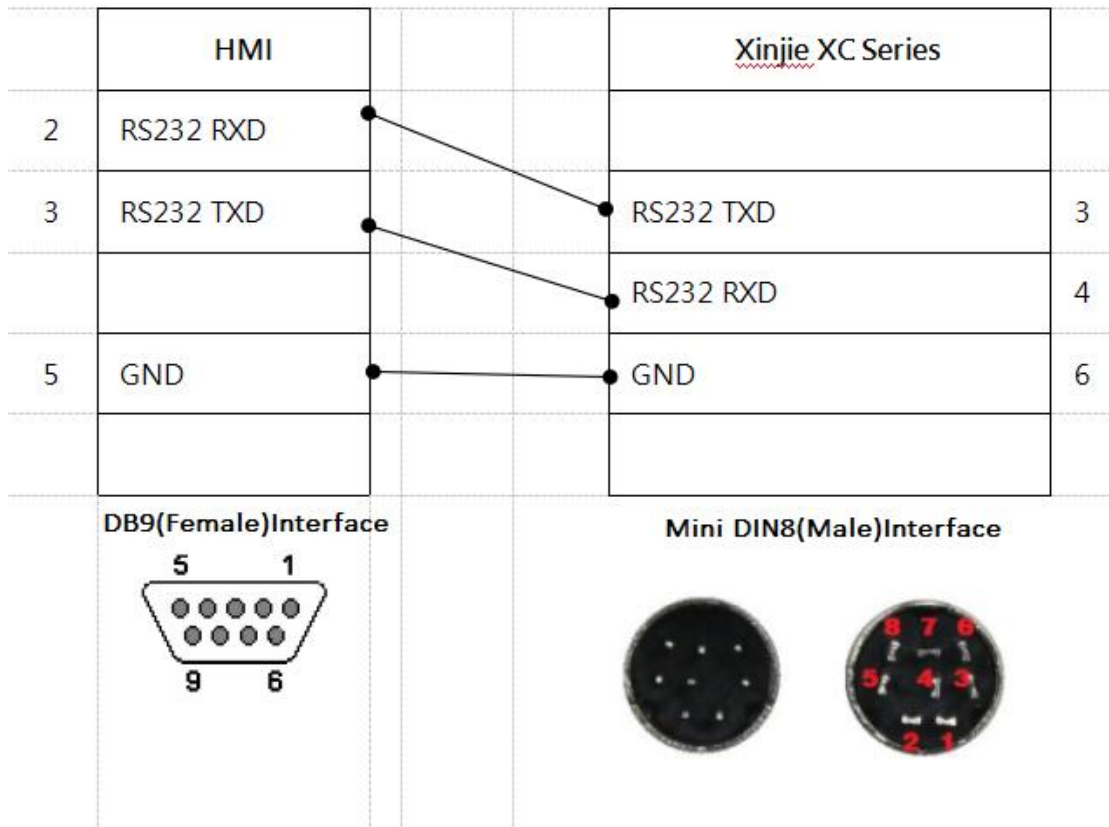 HMI Xinjie XC Series
2 RS232 RXD
3 RS232 TXD RS232 TXD 3
RS232 RXD 4
5 GND GND 6
DB9(Female)Interface Mini DIN8(Male)Interface
5 1
9 6
8 7 6
5 4 3
2 1